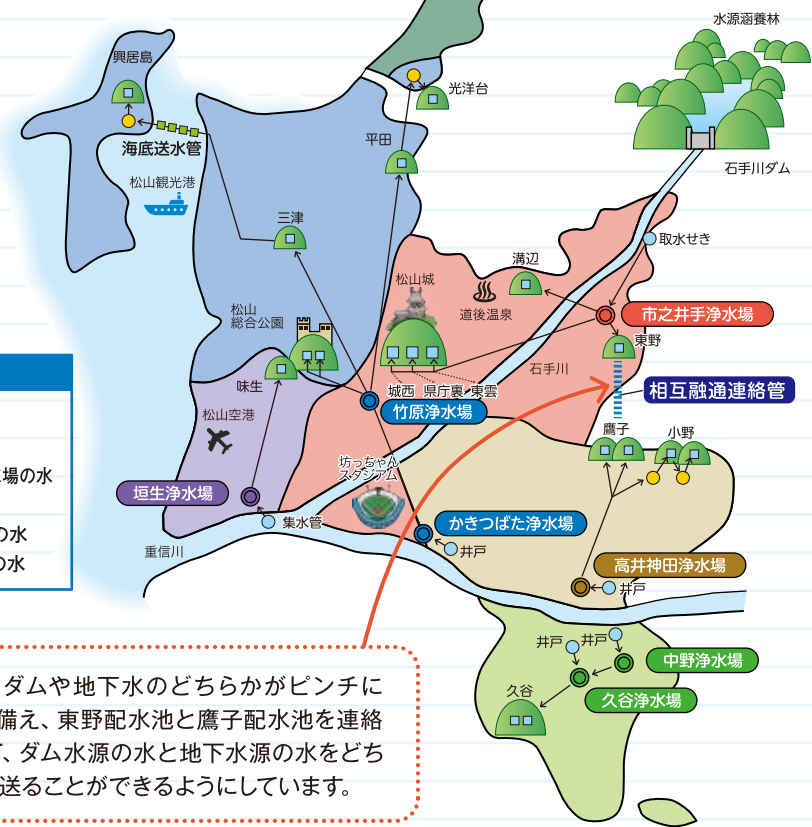 水源涵養林
興居島
光洋台
平田
海底送水管
石手川ダム
松山観光港
三津
取水せき
溝辺
松山城
道後温泉
市之井手浄水場
松山
総合公園
東野
石手川
味生
城西 県庁裏 東雲
相互融通連絡管
竹原浄水場
松山空港
鷹子
小野
場の水
坊っちゃん
スタジアム
垣生浄水場
集水管
かきつばた浄水場
の水
井戸
重信川
の水
高井神田浄水場
井戸
井戸 井戸
中野浄水場
久谷浄水場
久谷
ダムや地下水のどちらかがピンチに
備え、東野配水池と鷹子配水池を連絡
、ダム水源の水と地下水源の水をどち
送ることができるようにしています。